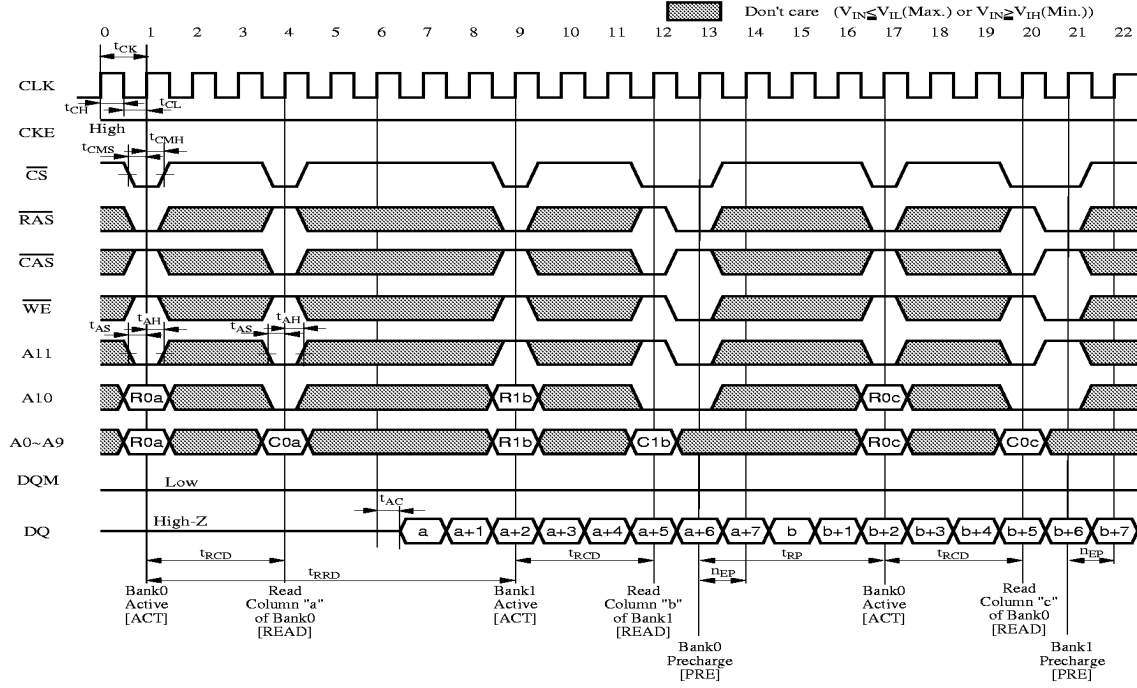 Don't care (VIN≦VIL(Max.) or VIN≧VIH(Min.))
0 1 2 3 4 5 6 7 8 9 10 11 12 13 14 15 16 17 18 19 20 21 22
tCK
CLK
tCH tCL
High
CKE
tCMS tCMH
CS
RAS
CAS
WE
tAS tAH tAS tAH
A11
A10 R0a R1b R0c
A0~A9 R0a C0a R1b C1b R0c C0c
DQM
Low
tAC
High-Z
DQ a a+1 a+2 a+3 a+4 a+5 a+6 a+7 b b+1 b+2 b+3 b+4 b+5 b+6 b+7
tRCD tRCD tRP tRCD nEP
tRRD nEP
Bank0 Read Bank1 Read Bank0 Read
Active Column "a" Active Column "b" Active Column "c"
[ACT] of Bank0 [ACT] of Bank1 [ACT] of Bank0
[READ] [READ] [READ]
Bank0 Bank1
Precharge Precharge
[PRE] [PRE]